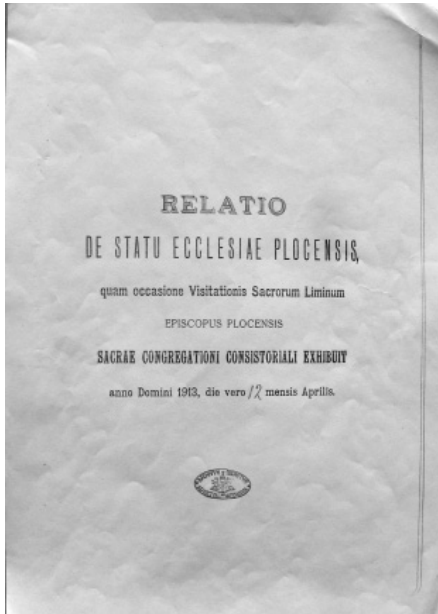 RELATIO
DE STATU ECCLESIAE PLOCENSIS,
quam occasione Visitationis Sacrorum Liminum
EPISCOPUS PLOCENSIS
SACRAE CONGREGATIONI CONSISTORIALI EXHIBUIT
anno Domini 1913, die vero 12 mensis Aprilis.